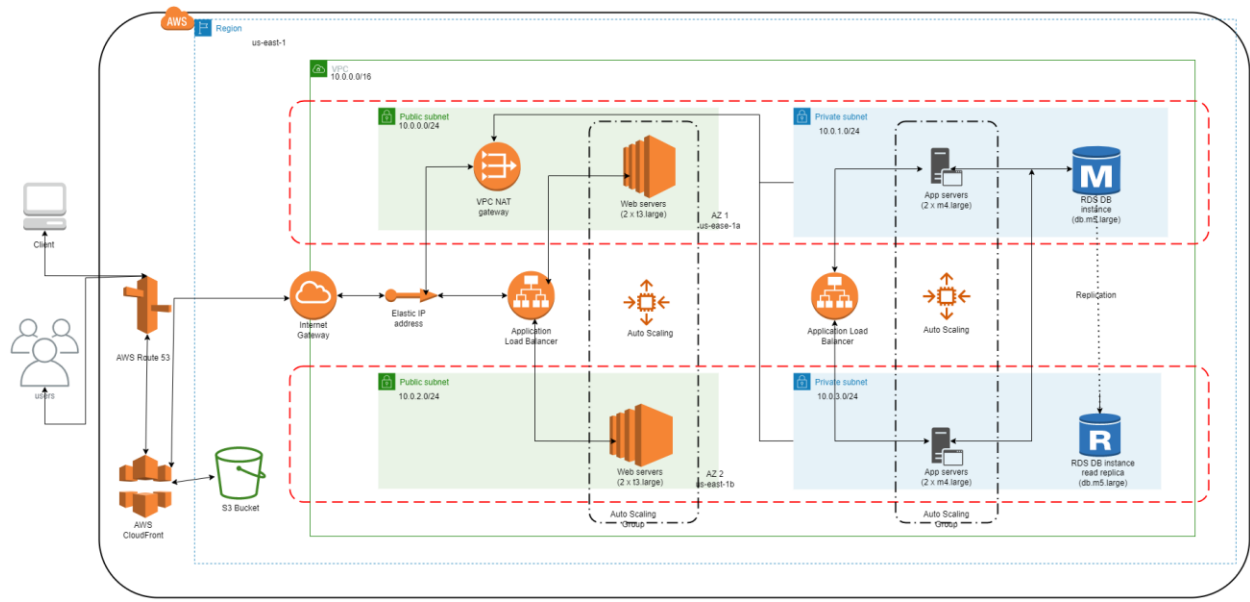 AWS
Region
us-east-1
VPC
10.0.0.0/16
Public subnet
10.0.0.0/24
Private subnet
10.0.1.0/24
VPC NAT
gateway
Web servers
(2 x t3.large)
AZ 1
us-ease-1a
App servers
(2 x m4.large)
M
RDS DB
instance
(db.m5.large)
Client
Internet
Gateway
Elastic IP
address
Application
Load Balancer
Auto Scaling
Application Load
Balancer
Auto Scaling
Replication
AWS Route 53
users
Public subnet
10.0.2.0/24
Private subnet
10.0.3.0/24
Web servers
(2 x t3.large)
AZ 2
us-east-1b
App servers
(2 x m4.large)
R
RDS DB instance
read replica
(db.m5.large)
S3 Bucket
AWS
CloudFront
Auto Scaling
Group
Auto Scaling
Group